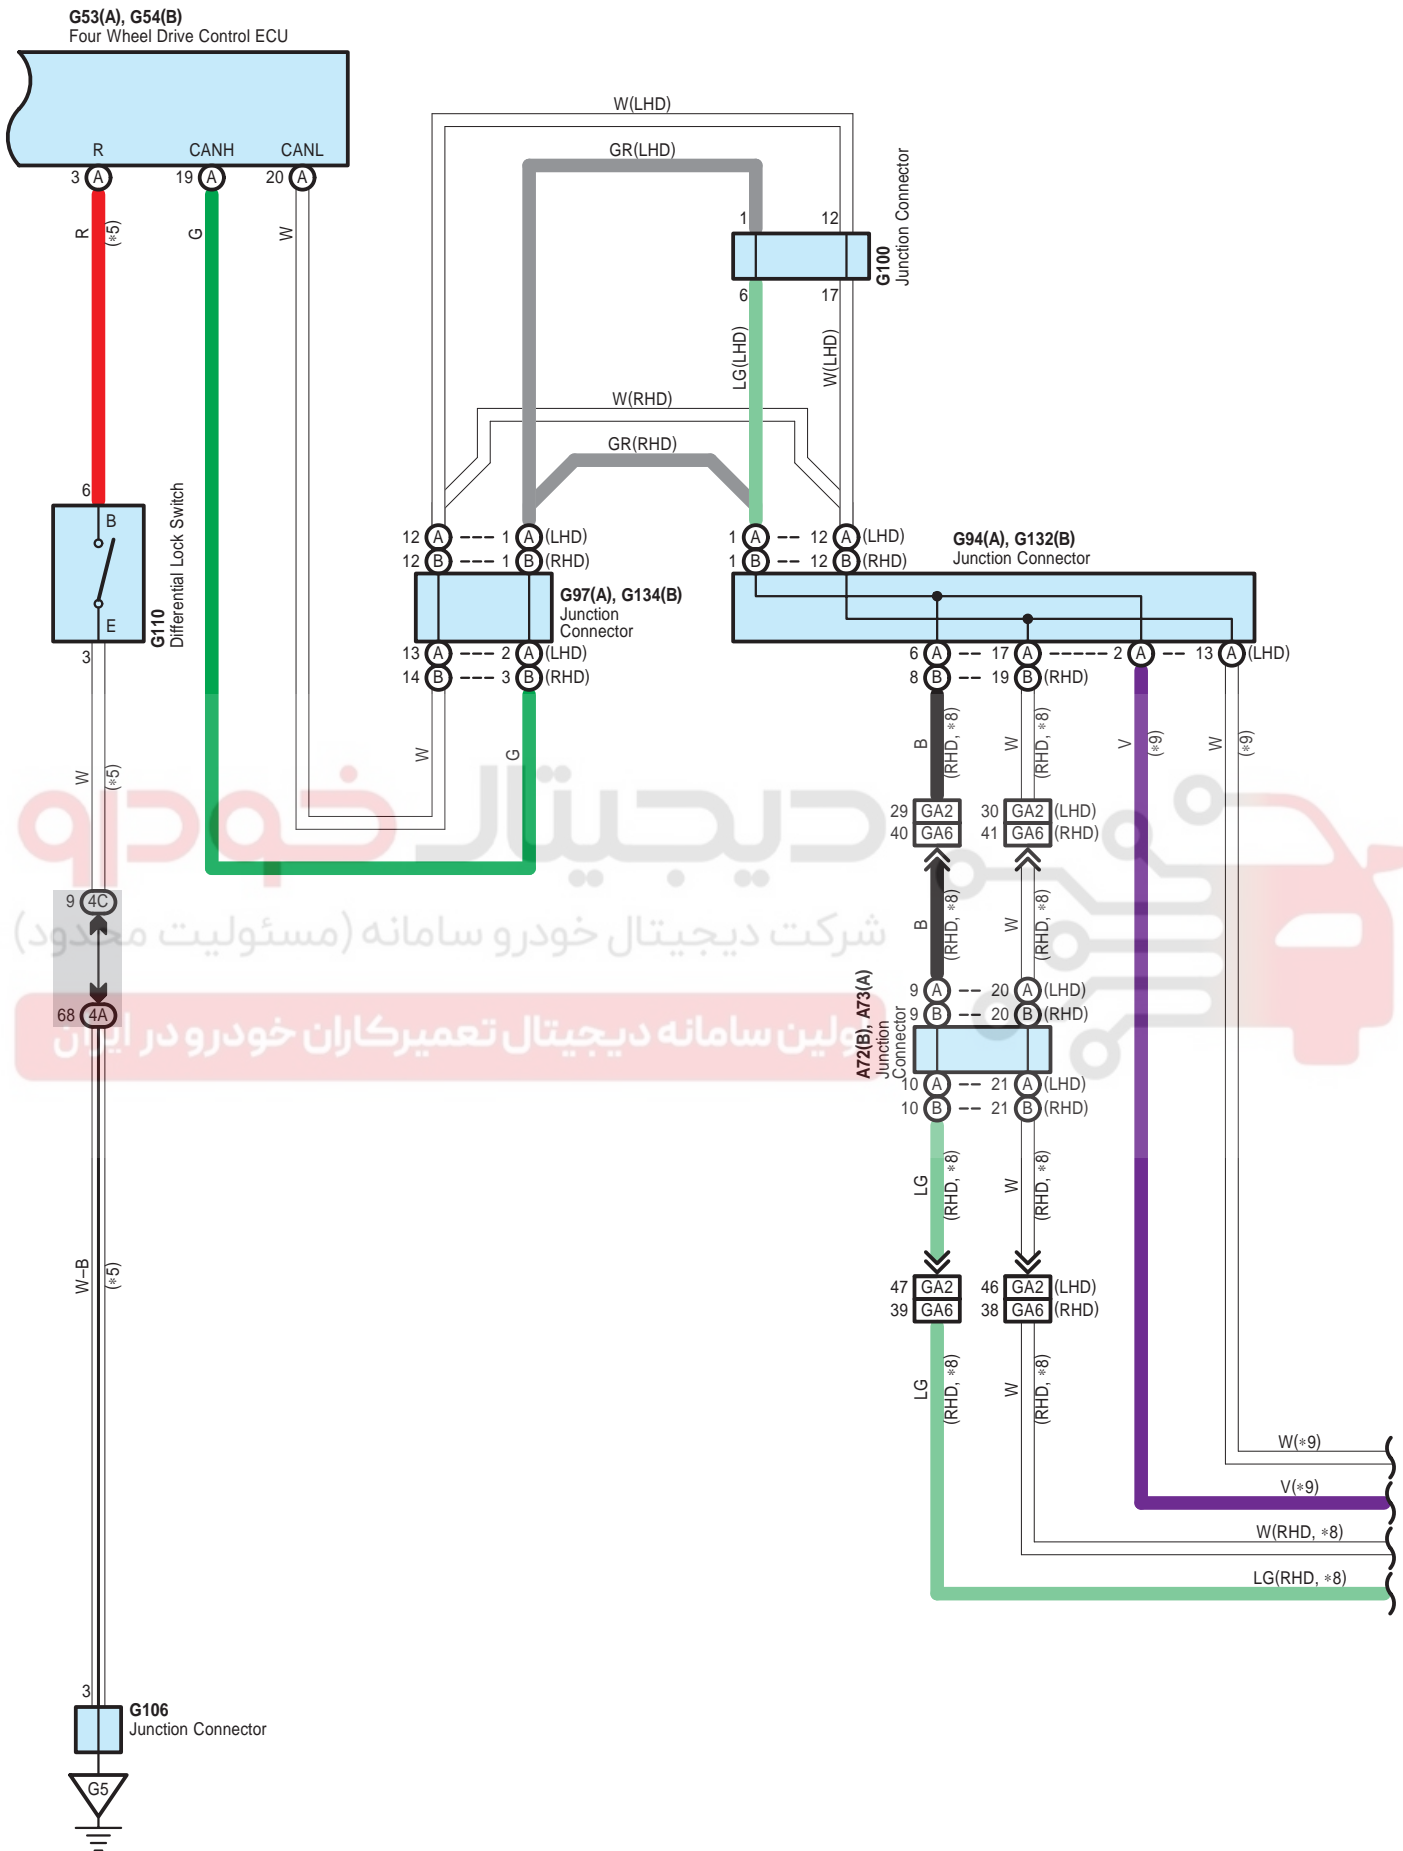 G53(A), G54(B)
Four Wheel Drive Control ECU
R
CANH
CANL
3 A
19 A
20 A
R
(*5)
G
W
W(LHD)
GR(LHD)
1
12
G100
Junction Connector
6
17
LG(LHD)
W(LHD)
W(RHD)
GR(RHD)
6
B
E
G110
Differential Lock Switch
3
12 A 1 A (LHD)
12 B 1 B (RHD)
G97(A), G134(B)
Junction
Connector
13 A 2 A (LHD)
14 B 3 B (RHD)
W
G
1 A 12 A (LHD)
1 B 12 B (RHD)
G94(A), G132(B)
Junction Connector
6 A 17 A 2 A 13 A (LHD)
8 B 19 B (RHD)
B
(RHD, *8)
W
(RHD, *8)
V
(*9)
W
(*9)
W
(*5)
29 GA2 30 GA2 (LHD)
40 GA6 41 GA6 (RHD)
دیجیتال خودرو
شرکت دیجیتال خودرو سامانه (مسئولیت محدود)
اولین سامانه دیجیتال تعمیرکاران خودرو در ایران
9 4C
68 4A
B
(RHD, *8)
W
(RHD, *8)
9 A 20 A (LHD)
9 B 20 B (RHD)
A72(B), A73(A)
Junction
Connector
10 A 21 A (LHD)
10 B 21 B (RHD)
LG
(RHD, *8)
W
(RHD, *8)
W–B
(*5)
47 GA2 46 GA2 (LHD)
39 GA6 38 GA6 (RHD)
LG
(RHD, *8)
W
(RHD, *8)
W(*9)
V(*9)
W(RHD, *8)
LG(RHD, *8)
3
G106
Junction Connector
G5